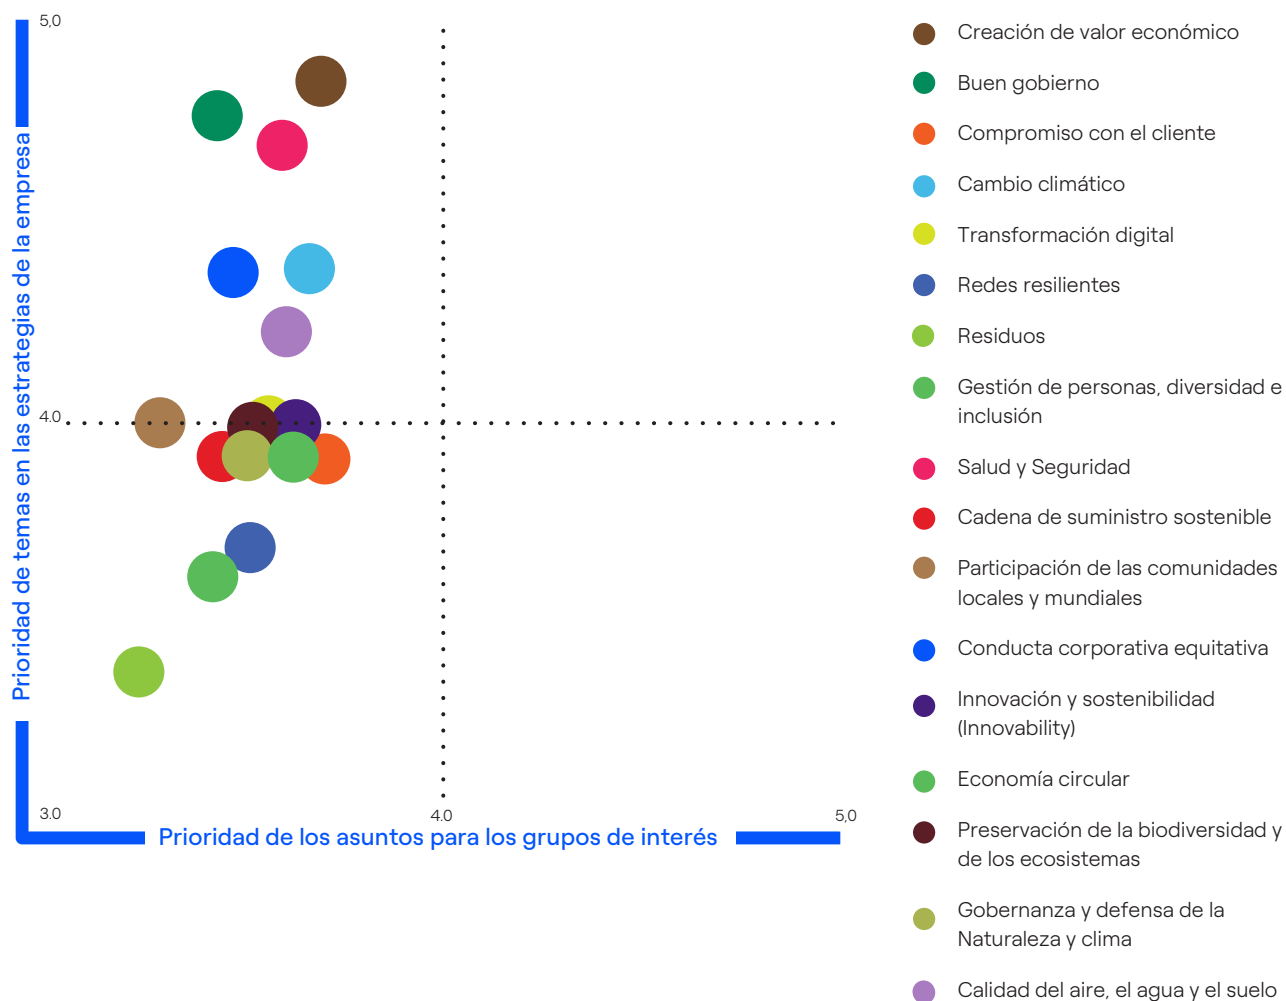 5,0
Prioridad de temas en las estrategias de la empresa
4.0
3.0
4.0
5,0
Prioridad de los asuntos para los grupos de interés
Creación de valor económico
Buen gobierno
Compromiso con el cliente
Cambio climático
Transformación digital
Redes resilientes
Residuos
Gestión de personas, diversidad e
inclusión
Salud y Seguridad
Cadena de suministro sostenible
Participación de las comunidades
locales y mundiales
Conducta corporativa equitativa
Innovación y sostenibilidad
(Innovability)
Economía circular
Preservación de la biodiversidad y
de los ecosistemas
Gobernanza y defensa de la
Naturaleza y clima
Calidad del aire, el agua y el suelo